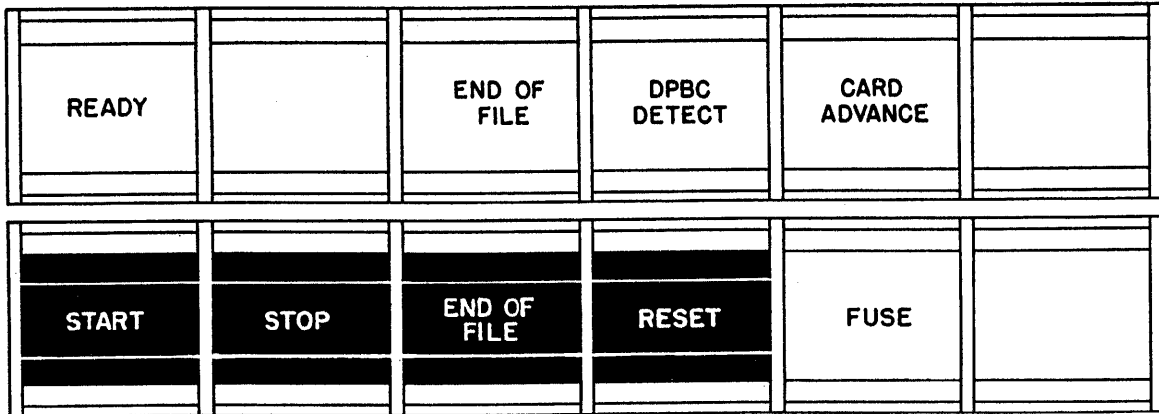 READY
END OF
FILE
DPBC
DETECT
CARD
ADVANCE
START
STOP
END OF
FILE
RESET
FUSE